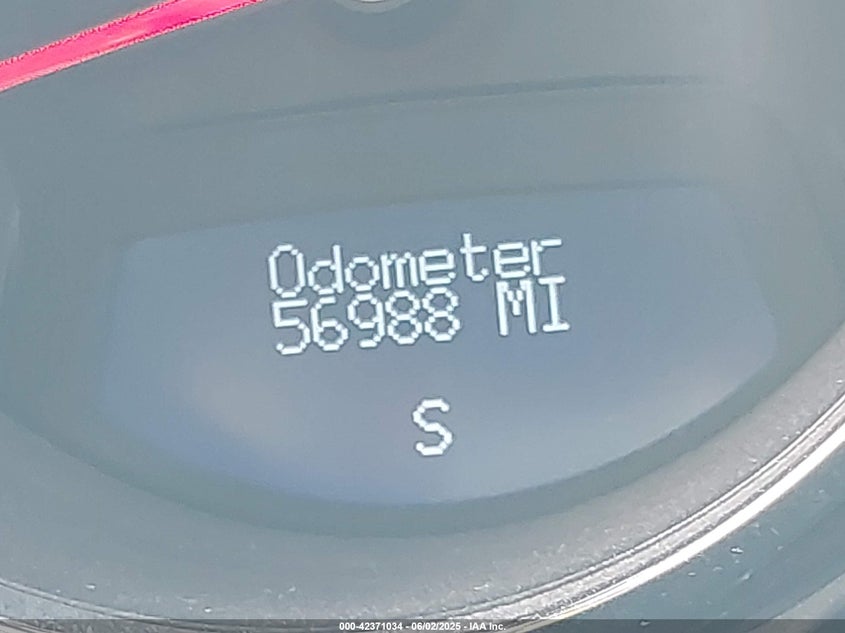 Odometer
56988 MI
S
000-42371034 - 06/02/2025 - IAA Inc.